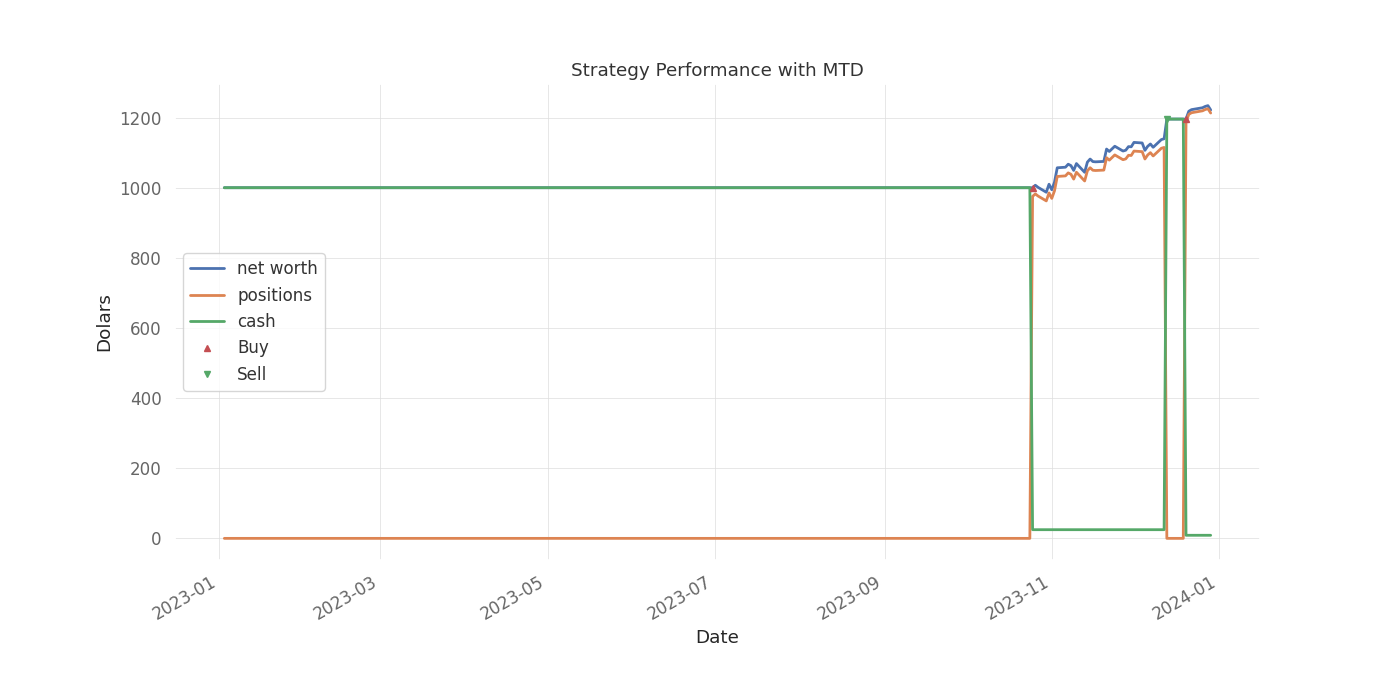 Strategy Performance with MTD
1200
1000
800
600
400
200
0
Dolars
net worth
positions
cash
Buy
Sell
2023-01
2023-03
2023-05
2023-07
2023-09
2023-11
2024-01
Date